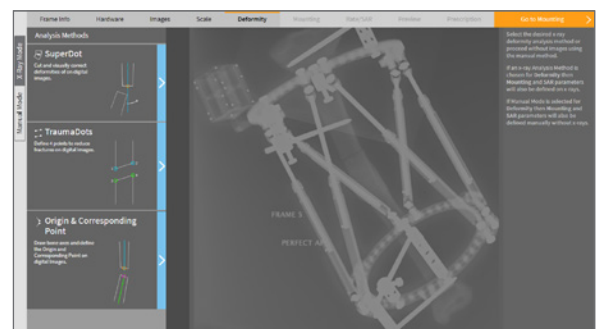 Frame Info Hardware Images Scale Deformity Mounting Data/SAR Preview Prescription Go to Mounting
X-Ray Mode
Manual Mode
Analysis Methods
SuperDot
Cut and visually correct
deformities of on digital
images.
TraumaDots
Define 4 points to reduce
fractures on digital images.
Origin & Corresponding
Point
Draw bone axes and define
the Origin and
Corresponding Point on
digital images.
FRAME 3
PERFECT AP
Select the desired x-ray
deformity analysis method or
proceed without images using
the manual method.
If an x-ray Analysis Method is
chosen for Deformity then
Mounting and SAR parameters
will also be defined on x-rays.
If Manual Mode is selected for
Deformity then Mounting and
SAR parameters will also be
defined manually without x-rays.